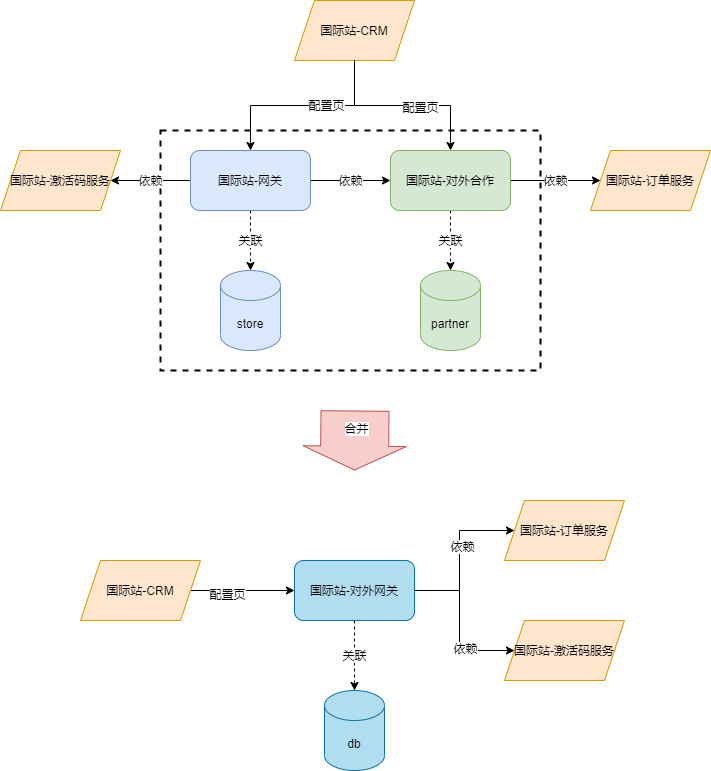 国际站-CRM
配置页
配置页
国际站-激活码服务
依赖
国际站-网关
依赖
国际站-对外合作
依赖
国际站-订单服务
关联
关联
store
partner
合并
国际站-订单服务
依赖
国际站-CRM
配置页
国际站-对外网关
依赖
国际站-激活码服务
关联
db